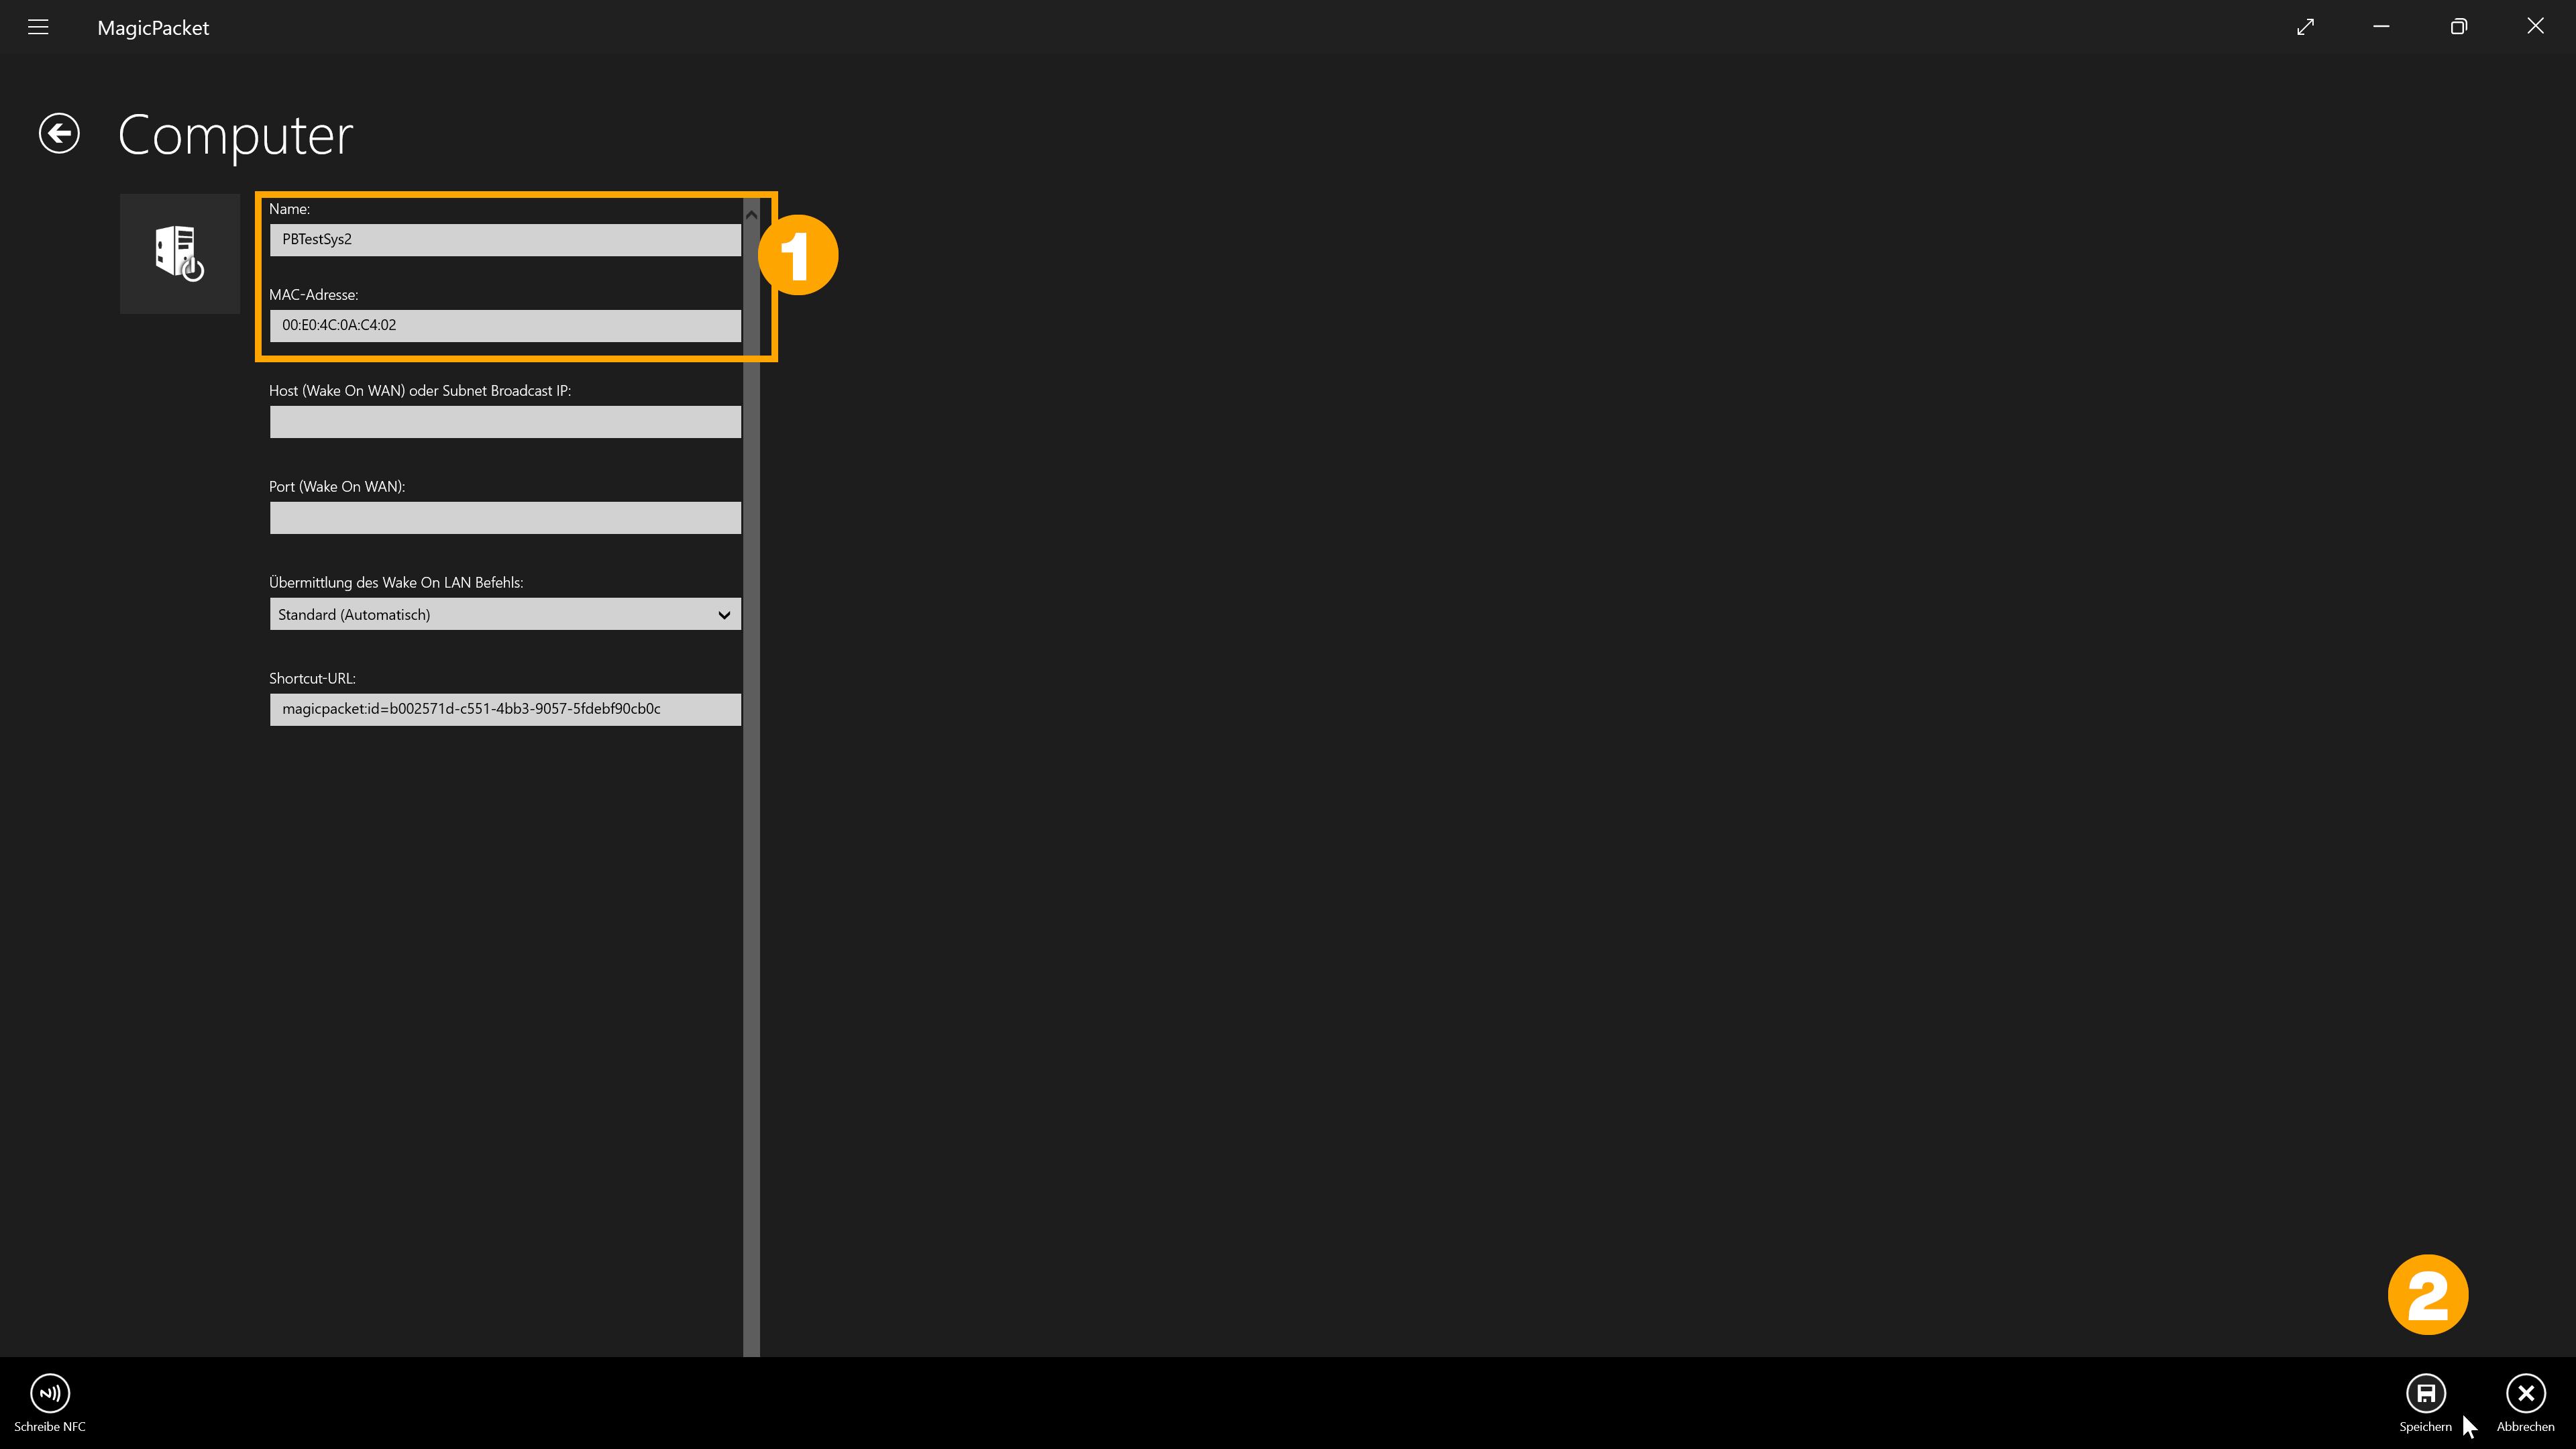 MagicPacket
Computer
Name:
PBTestSys2
1
MAC-Adresse:
00:E0:4C:0A:C4:02
Host (Wake On WAN) oder Subnet Broadcast IP:
Port (Wake On WAN):
Übermittlung des Wake On LAN Befehls:
Standard (Automatisch)
Shortcut-URL:
magicpacket:id=b002571d-c551-4bb3-9057-5fdebf90cb0c
2
Schreibe NFC
Speichern
Abbrechen